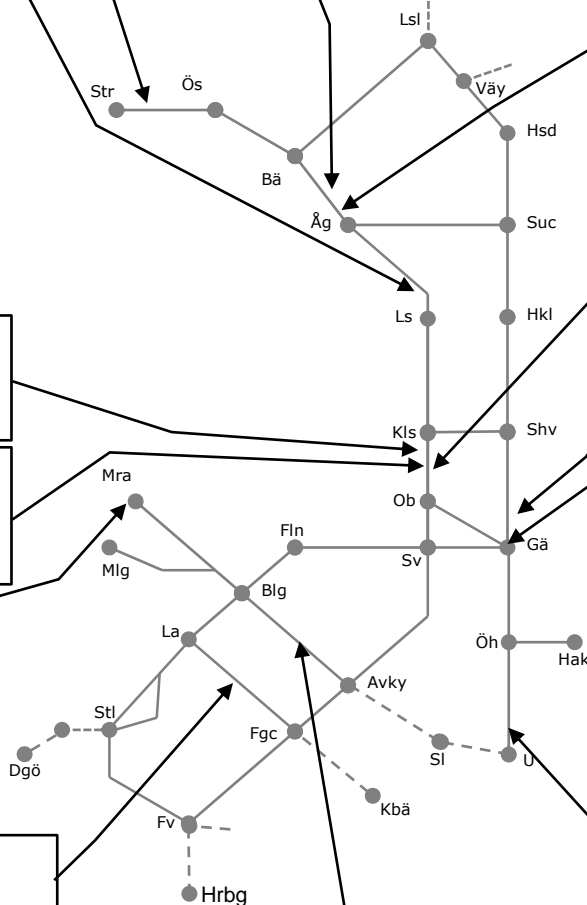 Lsl
Väy
Str
Ös
Hsd
Bä
Åg
Suc
Ls
Hkl
Kls
Shv
Mra
Ob
Fln
Sv
Gä
Mlg
Blg
La
Öh
Hak
Avky
Stl
Fgc
Sl
U
Dgö
Kbä
Fv
Hrbg